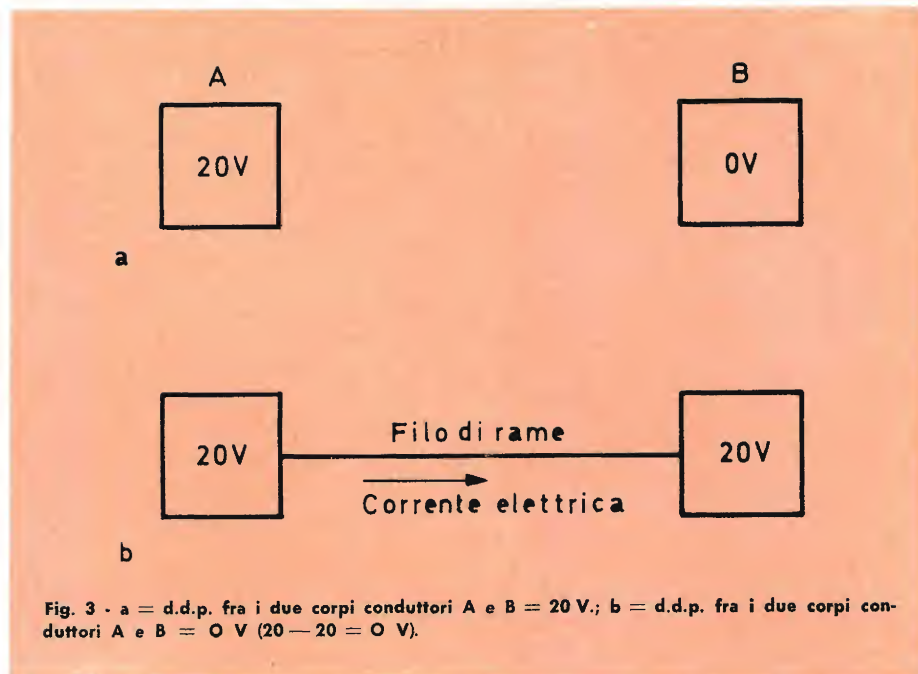 A B
20V 0V
a
Filo di rame
20V 20V
Corrente elettrica
b
Fig. 3 - a = d.d.p. fra i due corpi conduttori A e B = 20 V.; b = d.d.p. fra i due corpi con-
duttori A e B = O V (20 — 20 = O V).